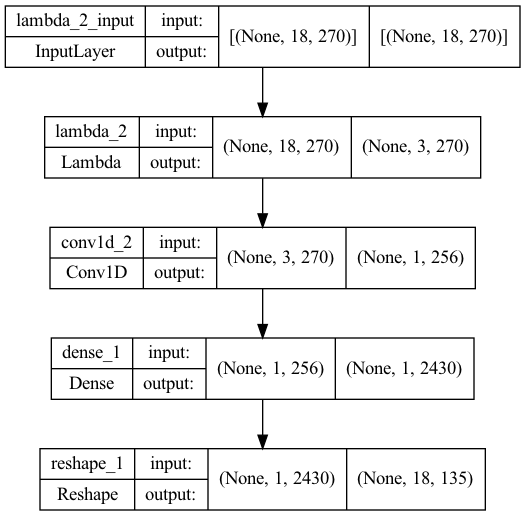 lambda_2_input input: [(None, 18, 270)] [(None, 18, 270)]
InputLayer output:
lambda_2 input: (None, 18, 270) (None, 3, 270)
Lambda output:
conv1d_2 input: (None, 3, 270) (None, 1, 256)
Conv1D output:
dense_1 input: (None, 1, 256) (None, 1, 2430)
Dense output:
reshape_1 input: (None, 1, 2430) (None, 18, 135)
Reshape output: